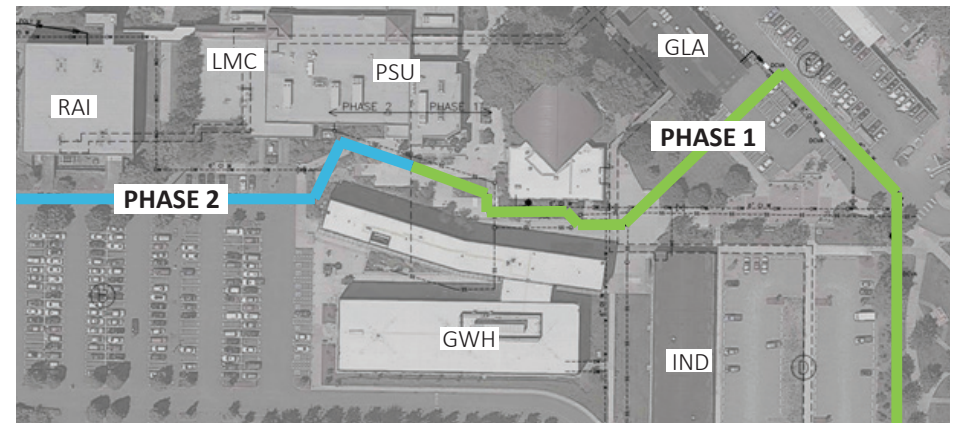 GLA
LMC
PSU
RAI
PHASE 2
PHASE 1
PHASE 1
PHASE 2
GWH
IND
D